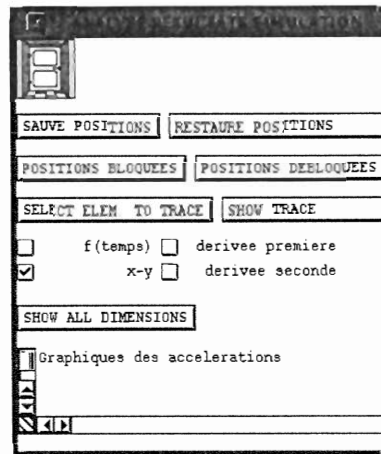 SIMULATION
SAUVE POSITIONS RESTAURE POSITIONS
POSITIONS BLOQUEES POSITIONS DEBLOQUEES
SELECT ELEM TO TRACE SHOW TRACE
f(temps) derivee premiere
x-y derivee seconde
SHOW ALL DIMENSIONS
Graphiques des accelerations